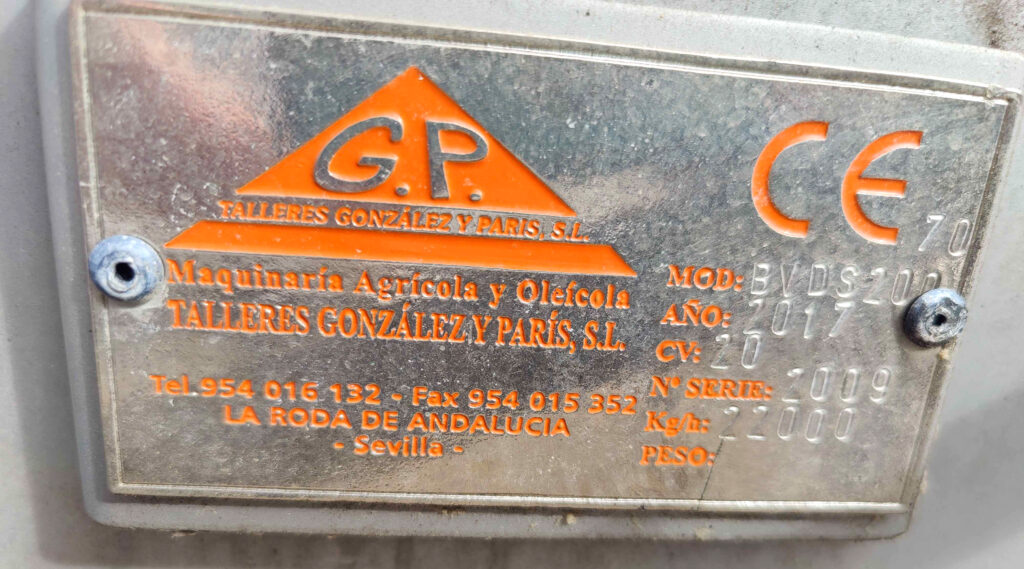 G.P.
TALLERES GONZÁLEZ Y PARIS, S.L.
Maquinaría Agrícola y Oleícola
TALLERES GONZÁLEZ Y PARÍS, S.L.
Tel. 954 016 132 - Fax 954 015 352
LA RODA DE ANDALUCIA
- Sevilla -
CE
70
MOD: BVDS200
AÑO: 2017
CV: 20
Nº SERIE: 2009
Kg/h: 22000
PESO: